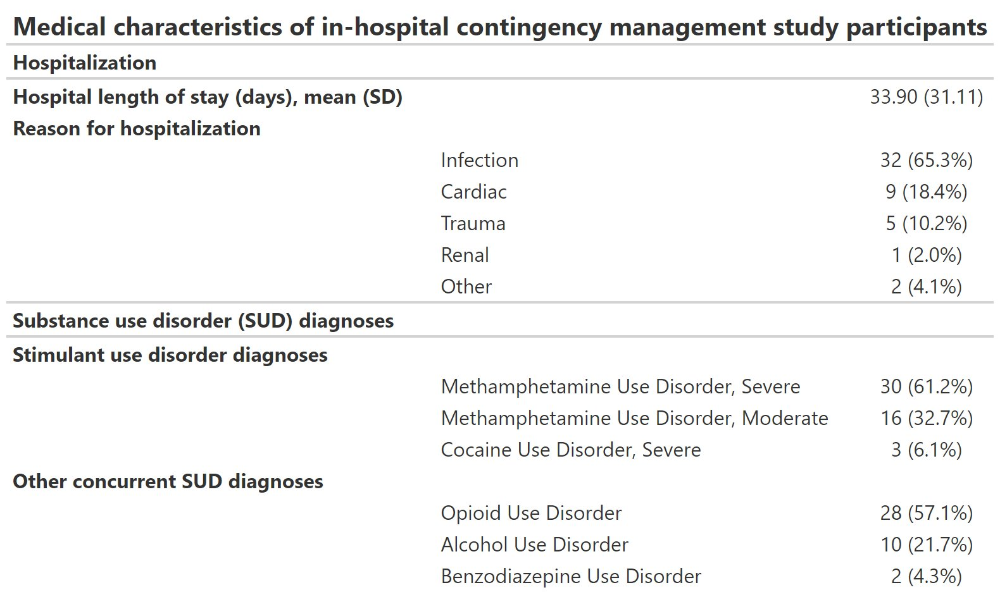 Medical characteristics of in-hospital contingency management study participants
Hospitalization
Hospital length of stay (days), mean (SD) 33.90 (31.11)
Reason for hospitalization
Infection 32 (65.3%)
Cardiac 9 (18.4%)
Trauma 5 (10.2%)
Renal 1 (2.0%)
Other 2 (4.1%)
Substance use disorder (SUD) diagnoses
Stimulant use disorder diagnoses
Methamphetamine Use Disorder, Severe 30 (61.2%)
Methamphetamine Use Disorder, Moderate 16 (32.7%)
Cocaine Use Disorder, Severe 3 (6.1%)
Other concurrent SUD diagnoses
Opioid Use Disorder 28 (57.1%)
Alcohol Use Disorder 10 (21.7%)
Benzodiazepine Use Disorder 2 (4.3%)